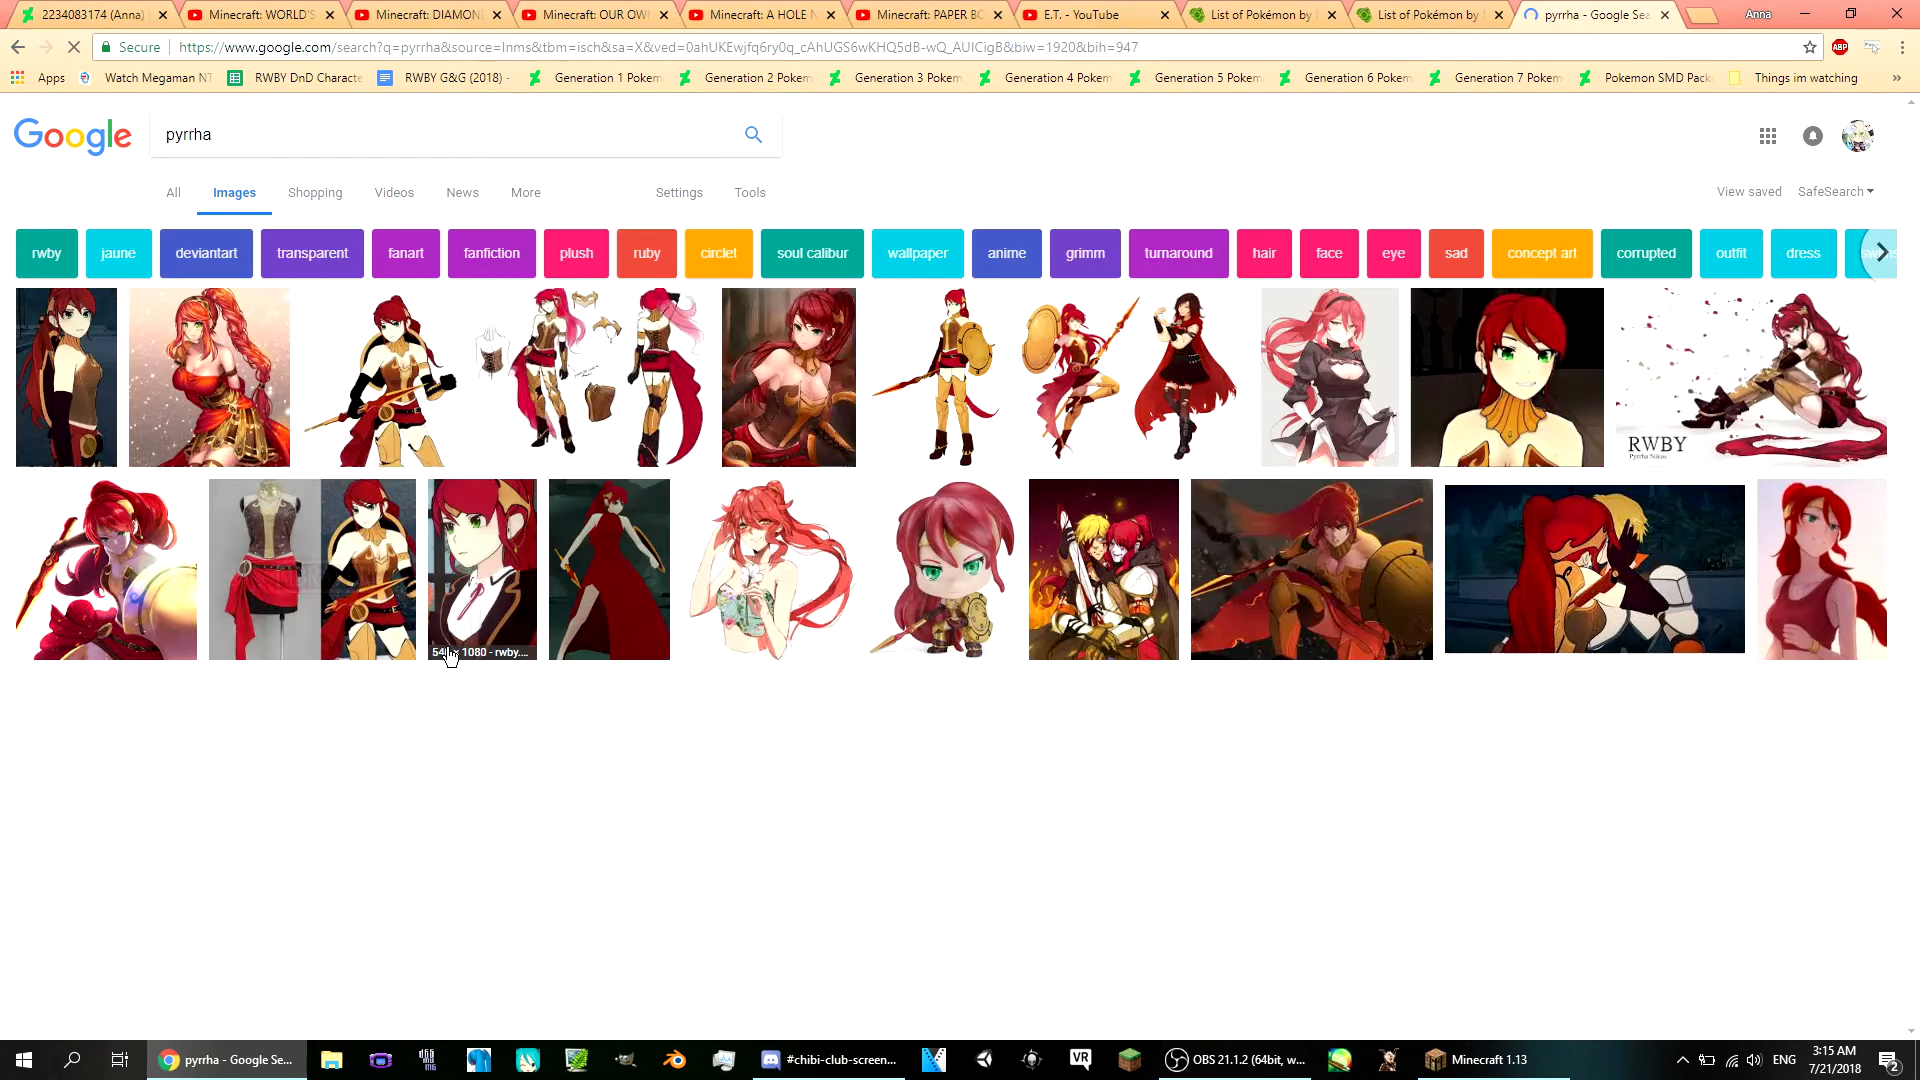 2234083174 (Anna)
Minecraft: WORLD'S
Minecraft: DIAMON
Minecraft: OUR OW
Minecraft: A HOLE
Minecraft: PAPER BO
E.T. - YouTube
List of Pokémon by
List of Pokémon by
pyrrha - Google Sea
Anna
Secure
https://www.google.com/search?q=pyrrha&source=lnms&tbm=isch&sa=X&ved=0ahUKEwjfq6ry0q_cAhUGS6wKHQ5dB-wQ_AUICigB&biw=1920&bih=947
ABP
Apps
Watch Megaman NT
RWBY DnD Characte
RWBY G&G (2018) -
Generation 1 Pokem
Generation 2 Pokem
Generation 3 Pokem
Generation 4 Pokem
Generation 5 Pokem
Generation 6 Pokem
Generation 7 Pokem
Pokemon SMD Pack
Things im watching
»
Google
pyrrha
All
Images
Shopping
Videos
News
More
Settings
Tools
View saved
SafeSearch
rwby
jaune
deviantart
transparent
fanart
fanfiction
plush
ruby
circlet
soul calibur
wallpaper
anime
grimm
turnaround
hair
face
eye
sad
concept art
corrupted
outfit
dress
RWBY
Pyrrha Nikos
1080 - rwby....
pyrrha - Google Se...
#chibi-club-screen...
VR
OBS 21.1.2 (64bit, w...
Minecraft 1.13
ENG
3:15 AM
7/21/2018
2